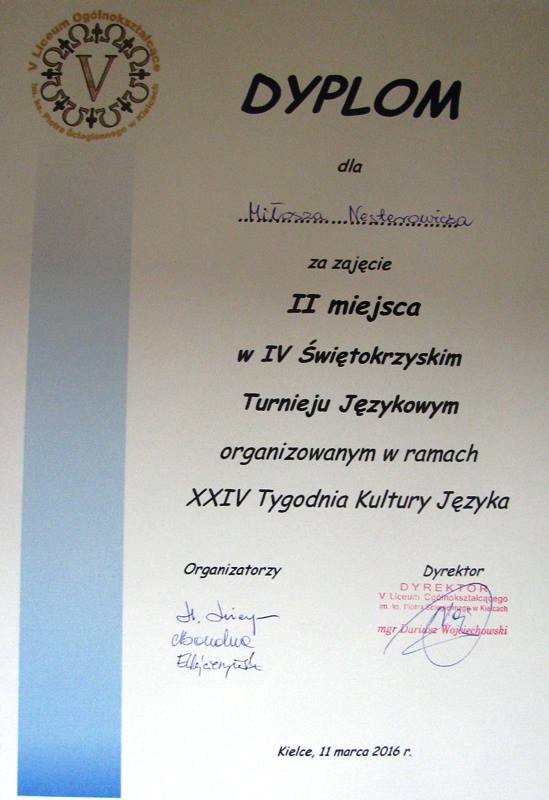 V Liceum Ogólnokształcące
im. ks. Piotra Ściegiennego w Kielcach
V
DYPLOM
dla
Miłosza Nesterowicza
za zajęcie
II miejsca
w IV Świętokrzyskim
Turnieju Językowym
organizowanym w ramach
XXIV Tygodnia Kultury Języka
Organizatorzy
Dyrektor
DYREKTOR
V Liceum Ogólnokształcącego
im. ks. Piotra Ściegiennego w Kielcach
mgr Dariusz Wojciechowski
Kielce, 11 marca 2016 r.